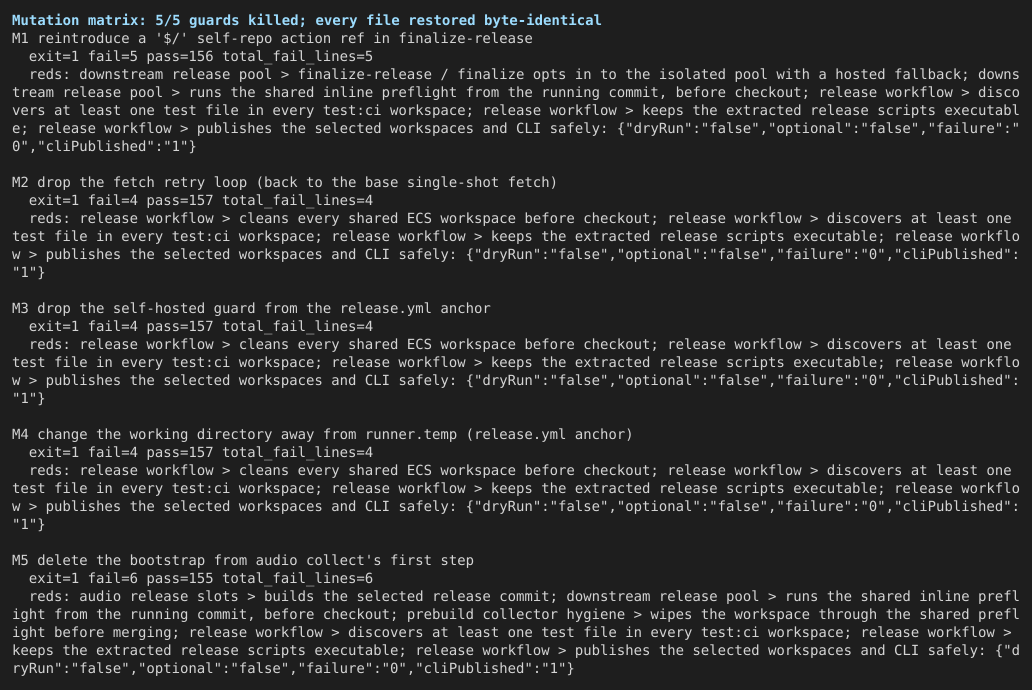 Mutation matrix: 5/5 guards killed; every file restored byte-identical
M1 reintroduce a '$/' self-repo action ref in finalize-release
  exit=1 fail=5 pass=156 total_fail_lines=5
  reds: downstream release pool > finalize-release / finalize opts in to the isolated pool with a hosted fallback; downs
tream release pool > runs the shared inline preflight from the running commit, before checkout; release workflow > disco
vers at least one test file in every test:ci workspace; release workflow > keeps the extracted release scripts executabl
e; release workflow > publishes the selected workspaces and CLI safely: {"dryRun":"false","optional":"false","failure":"
0","cliPublished":"1"}

M2 drop the fetch retry loop (back to the base single-shot fetch)
  exit=1 fail=4 pass=157 total_fail_lines=4
  reds: release workflow > cleans every shared ECS workspace before checkout; release workflow > discovers at least one
test file in every test:ci workspace; release workflow > keeps the extracted release scripts executable; release workflo
w > publishes the selected workspaces and CLI safely: {"dryRun":"false","optional":"false","failure":"0","cliPublished":
"1"}

M3 drop the self-hosted guard from the release.yml anchor
  exit=1 fail=4 pass=157 total_fail_lines=4
  reds: release workflow > cleans every shared ECS workspace before checkout; release workflow > discovers at least one
test file in every test:ci workspace; release workflow > keeps the extracted release scripts executable; release workflo
w > publishes the selected workspaces and CLI safely: {"dryRun":"false","optional":"false","failure":"0","cliPublished":
"1"}

M4 change the working directory away from runner.temp (release.yml anchor)
  exit=1 fail=4 pass=157 total_fail_lines=4
  reds: release workflow > cleans every shared ECS workspace before checkout; release workflow > discovers at least one
test file in every test:ci workspace; release workflow > keeps the extracted release scripts executable; release workflo
w > publishes the selected workspaces and CLI safely: {"dryRun":"false","optional":"false","failure":"0","cliPublished":
"1"}

M5 delete the bootstrap from audio collect's first step
  exit=1 fail=6 pass=155 total_fail_lines=6
  reds: audio release slots > builds the selected release commit; downstream release pool > runs the shared inline prefl
ight from the running commit, before checkout; prebuild collector hygiene > wipes the workspace through the shared prefl
ight before merging; release workflow > discovers at least one test file in every test:ci workspace; release workflow >
keeps the extracted release scripts executable; release workflow > publishes the selected workspaces and CLI safely: {"d
ryRun":"false","optional":"false","failure":"0","cliPublished":"1"}